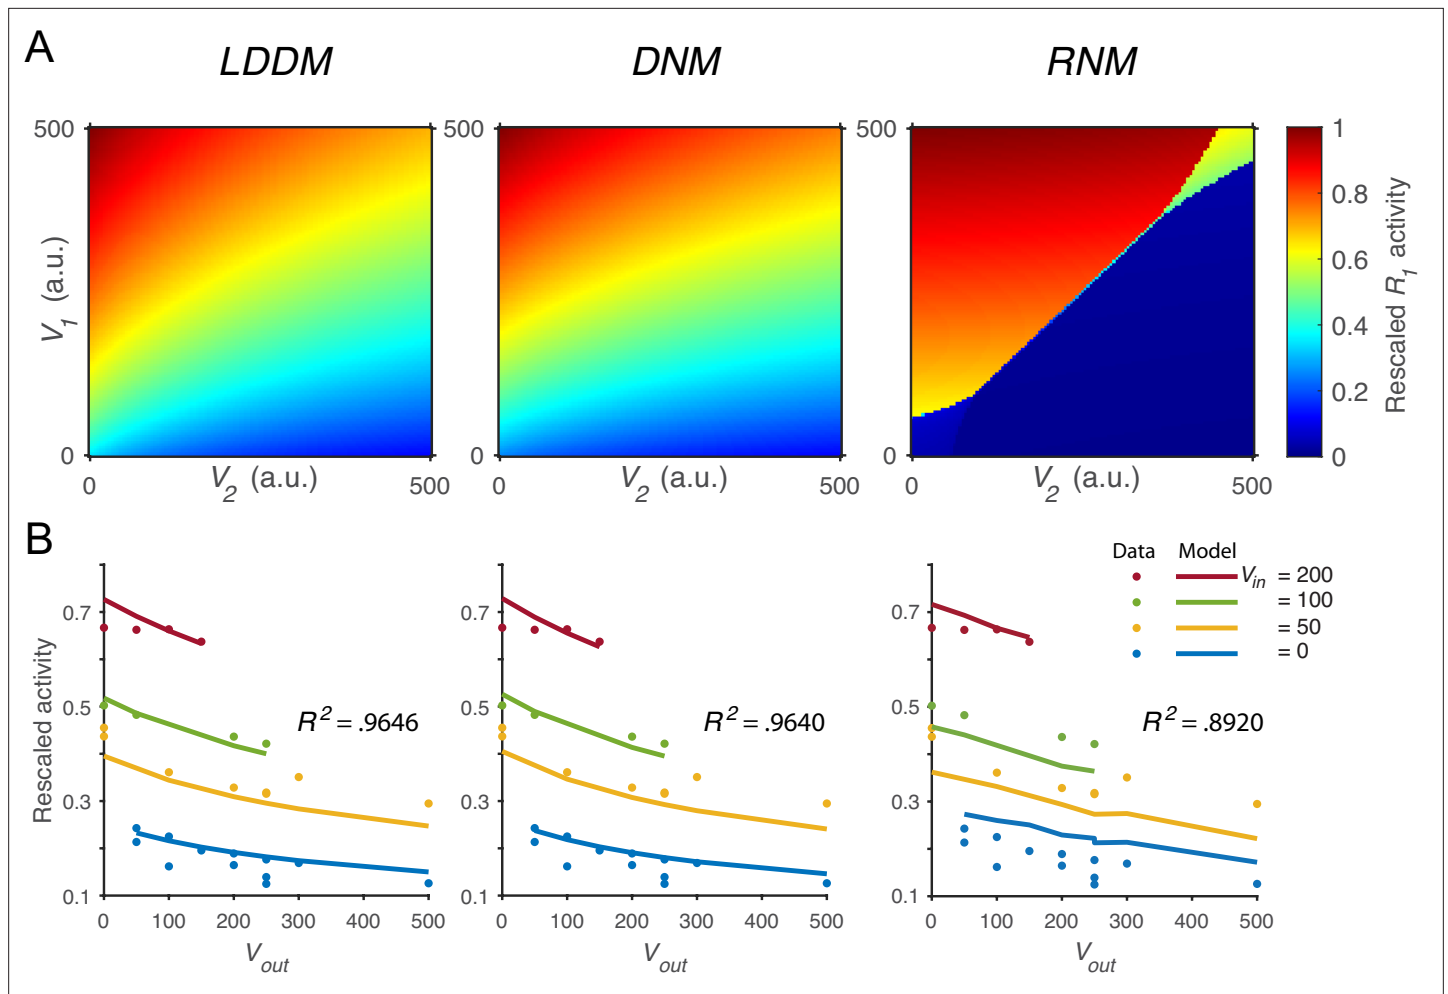 A
LDDM
DNM
RNM
500
500
500
1
0.8
0.6
0.4
0.2
0
V1 (a.u.)
Rescaled R1 activity
0
0
0
0
V2 (a.u.)
500
0
V2 (a.u.)
500
0
V2 (a.u.)
500
B
Data Model
Vin = 200
= 100
= 50
= 0
Rescaled activity
0.7
0.5
0.3
0.1
R2 = .9646
0 100 200 300 400 500
Vout
0.7
0.5
0.3
0.1
R2 = .9640
0 100 200 300 400 500
Vout
0.7
0.5
0.3
0.1
R2 = .8920
0 100 200 300 400 500
Vout